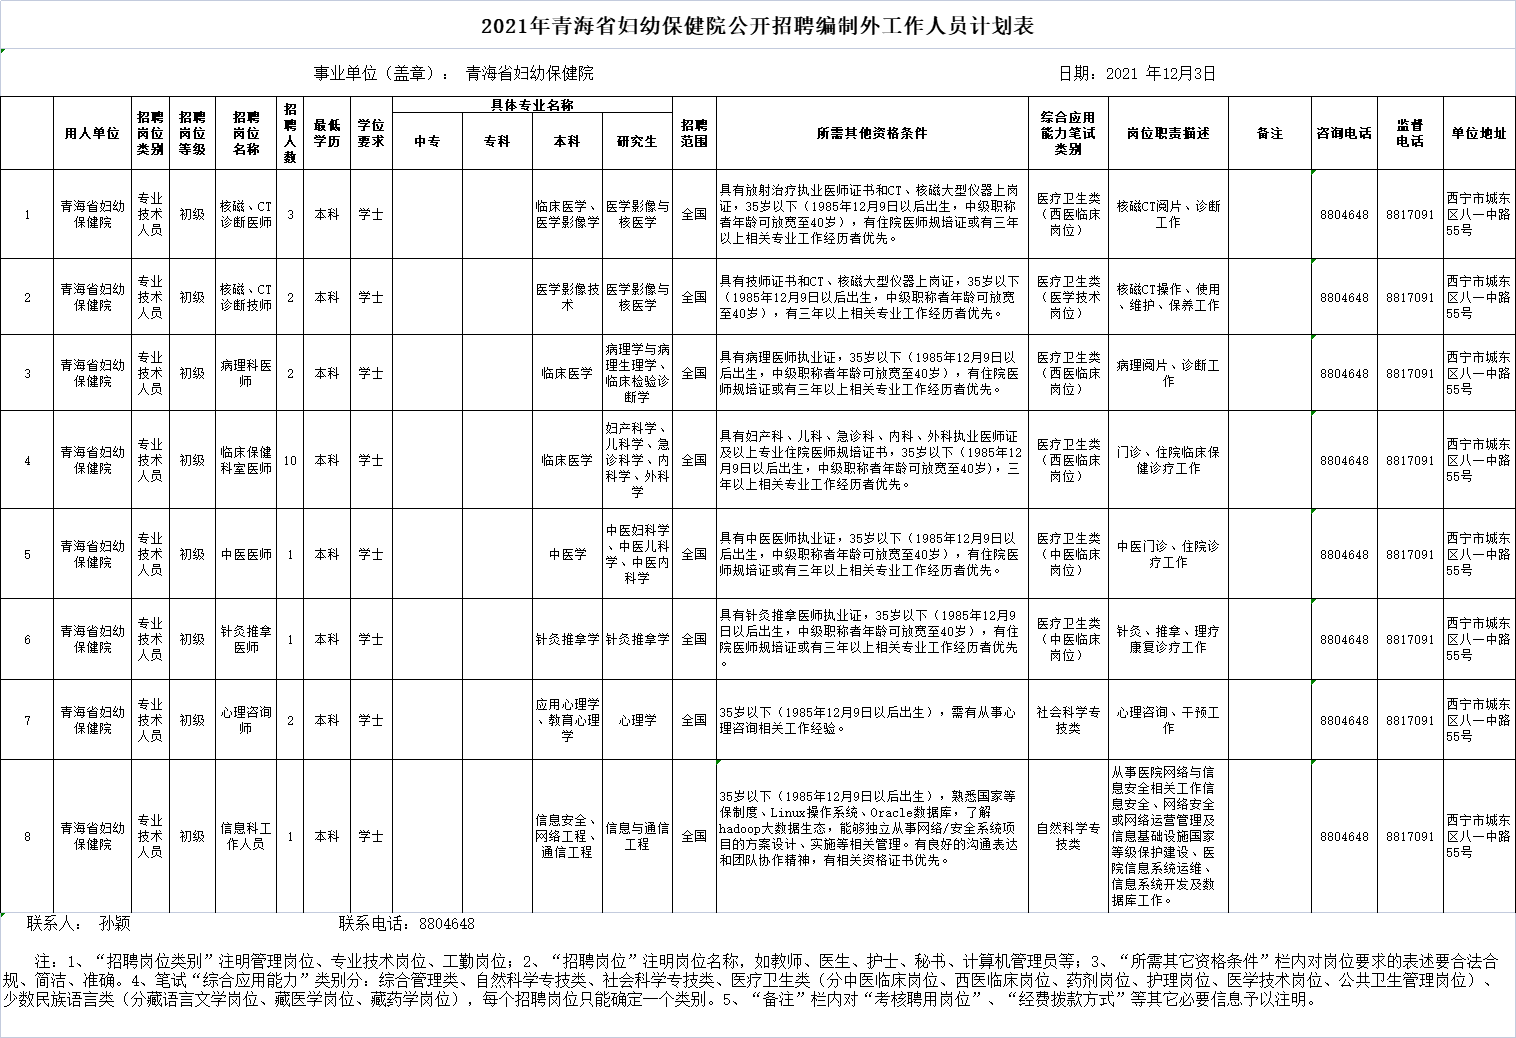 2021年青海省妇幼保健院公开招聘编制外工作人员计划表
事业单位（盖章）： 青海省妇幼保健院
日期：2021 年12月3日
用人单位
招聘
岗位
类别
招聘
岗位
等级
招聘
岗位
名称
招
聘
人
数
最低
学历
学位
要求
具体专业名称
中专
专科
本科
研究生
招聘
范围
所需其他资格条件
综合应用
能力笔试
类别
岗位职责描述
备注
咨询电话
监督
电话
单位地址
1
青海省妇幼
保健院
专业
技术
人员
初级
核磁、CT
诊断医师
3
本科
学士
临床医学、
医学影像学
医学影像与
核医学
全国
具有放射治疗执业医师证书和CT、核磁大型仪器上岗
证，35岁以下（1985年12月9日以后出生，中级职称
者年龄可放宽至40岁），有住院医师规培证或有三年
以上相关专业工作经历者优先。
医疗卫生类
（西医临床
岗位）
核磁CT阅片、诊断
工作
8804648
8817091
西宁市城东
区八一中路
55号
2
青海省妇幼
保健院
专业
技术
人员
初级
核磁、CT
诊断技师
2
本科
学士
医学影像技
术
医学影像与
核医学
全国
具有技师证书和CT、核磁大型仪器上岗证，35岁以下
（1985年12月9日以后出生，中级职称者年龄可放宽
至40岁），有三年以上相关专业工作经历者优先。
医疗卫生类
（医学技术
岗位）
核磁CT操作、使用
、维护、保养工作
8804648
8817091
西宁市城东
区八一中路
55号
3
青海省妇幼
保健院
专业
技术
人员
初级
病理科医
师
2
本科
学士
临床医学
病理学与病
理生理学、
临床检验诊
断学
全国
具有病理医师执业证，35岁以下（1985年12月9日以
后出生，中级职称者年龄可放宽至40岁），有住院医
师规培证或有三年以上相关专业工作经历者优先。
医疗卫生类
（西医临床
岗位）
病理阅片、诊断工
作
8804648
8817091
西宁市城东
区八一中路
55号
4
青海省妇幼
保健院
专业
技术
人员
初级
临床保健
科室医师
10
本科
学士
临床医学
妇产科学、
儿科学、急
诊科学、内
科学、外科
学
全国
具有妇产科、儿科、急诊科、内科、外科执业医师证
及以上专业住院医师规培证书，35岁以下（1985年12
月9日以后出生，中级职称者年龄可放宽至40岁），三
年以上相关专业工作经历者优先。
医疗卫生类
（西医临床
岗位）
门诊、住院临床保
健诊疗工作
8804648
8817091
西宁市城东
区八一中路
55号
5
青海省妇幼
保健院
专业
技术
人员
初级
中医医师
1
本科
学士
中医学
中医妇科学
、中医儿科
学、中医内
科学
全国
具有中医医师执业证，35岁以下（1985年12月9日以
后出生，中级职称者年龄可放宽至40岁），有住院医
师规培证或有三年以上相关专业工作经历者优先。
医疗卫生类
（中医临床
岗位）
中医门诊、住院诊
疗工作
8804648
8817091
西宁市城东
区八一中路
55号
6
青海省妇幼
保健院
专业
技术
人员
初级
针灸推拿
医师
1
本科
学士
针灸推拿学
针灸推拿学
全国
具有针灸推拿医师执业证，35岁以下（1985年12月9
日以后出生，中级职称者年龄可放宽至40岁），有住
院医师规培证或有三年以上相关专业工作经历者优先
。
医疗卫生类
（中医临床
岗位）
针灸、推拿、理疗
康复诊疗工作
8804648
8817091
西宁市城东
区八一中路
55号
7
青海省妇幼
保健院
专业
技术
人员
初级
心理咨询
师
2
本科
学士
应用心理学
、教育心理
学
心理学
全国
35岁以下（1985年12月9日以后出生），需有从事心
理咨询相关工作经验。
社会科学专
技类
心理咨询、干预工
作
8804648
8817091
西宁市城东
区八一中路
55号
8
青海省妇幼
保健院
专业
技术
人员
初级
信息科工
作人员
1
本科
学士
信息安全、
网络工程、
通信工程
信息与通信
工程
全国
35岁以下（1985年12月9日以后出生），熟悉国家等
保制度、Linux操作系统、Oracle数据库，了解
hadoop大数据生态，能够独立从事网络/安全系统项
目的方案设计、实施等相关管理。有良好的沟通表达
和团队协作精神，有相关资格证书优先。
自然科学专
技类
从事医院网络与信
息安全相关工作信
息安全、网络安全
或网络运营管理及
信息基础设施国家
等级保护建设、医
院信息系统运维、
信息系统开发及数
据库工作。
8804648
8817091
西宁市城东
区八一中路
55号
联系人： 孙颖
联系电话：8804648
注：1、“招聘岗位类别”注明管理岗位、专业技术岗位、工勤岗位；2、“招聘岗位”注明岗位名称，如教师、医生、护士、秘书、计算机管理员等；3、“所需其它资格条件”栏内对岗位要求的表述要合法合
规、简洁、准确。4、笔试“综合应用能力”类别分：综合管理类、自然科学专技类、社会科学专技类、医疗卫生类（分中医临床岗位、西医临床岗位、药剂岗位、护理岗位、医学技术岗位、公共卫生管理岗位）、
少数民族语言类（分藏语言文学岗位、藏医学岗位、藏药学岗位），每个招聘岗位只能确定一个类别。5、“备注”栏内对“考核聘用岗位”、“经费拨款方式”等其它必要信息予以注明。